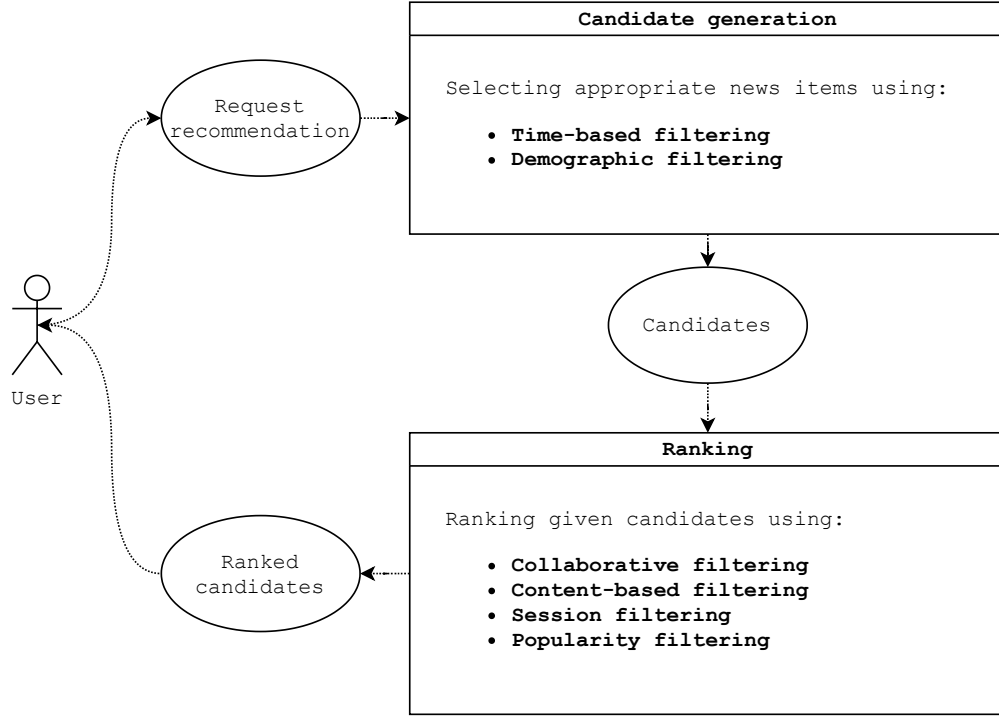 Candidate generation
Selecting appropriate news items using:
• Time-based filtering
• Demographic filtering
Request
recommendation
Candidates
User
Ranking
Ranking given candidates using:
• Collaborative filtering
• Content-based filtering
• Session filtering
• Popularity filtering
Ranked
candidates